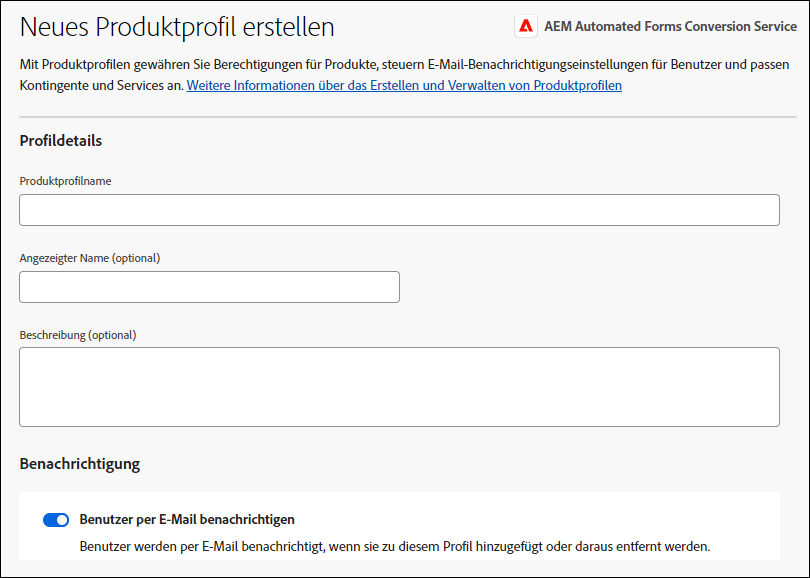 Neues Produktprofil erstellen
AEM Automated Forms Conversion Service
Mit Produktprofilen gewähren Sie Berechtigungen für Produkte, steuern E-Mail-Benachrichtigungseinstellungen für Benutzer und passen
Kontingente und Services an. Weitere Informationen über das Erstellen und Verwalten von Produktprofilen
Profildetails
Produktprofilname
Angezeigter Name (optional)
Beschreibung (optional)
Benachrichtigung
Benutzer per E-Mail benachrichtigen
Benutzer werden per E-Mail benachrichtigt, wenn sie zu diesem Profil hinzugefügt oder daraus entfernt werden.